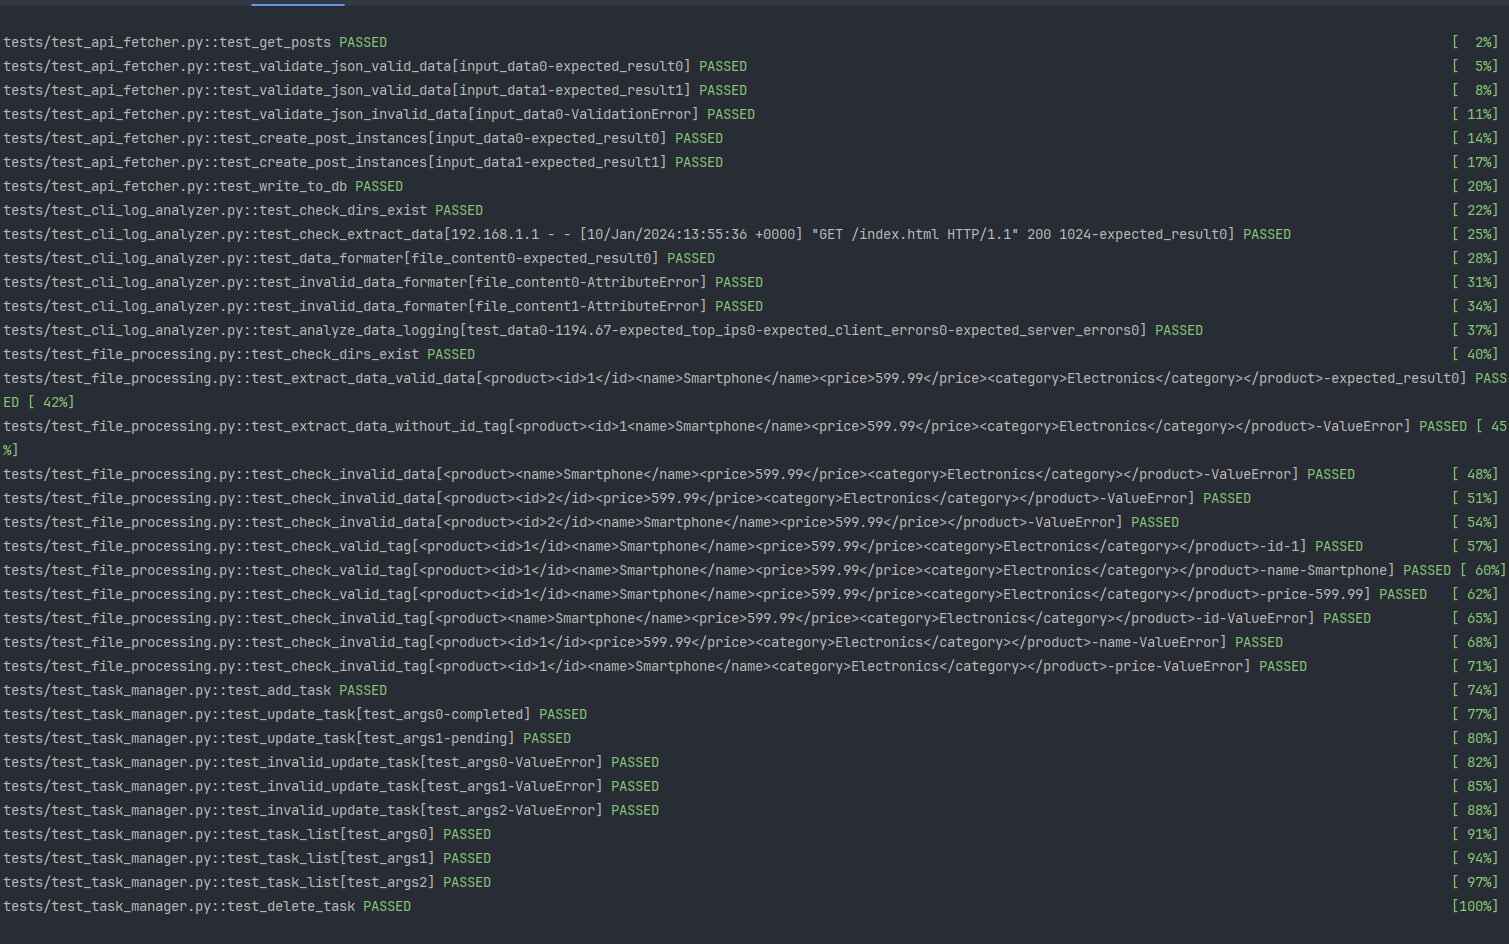 tests/test_api_fetcher.py::test_get_posts PASSED [  2%]
tests/test_api_fetcher.py::test_validate_json_valid_data[input_data0-expected_result0] PASSED [  5%]
tests/test_api_fetcher.py::test_validate_json_valid_data[input_data1-expected_result1] PASSED [  8%]
tests/test_api_fetcher.py::test_validate_json_invalid_data[input_data0-ValidationError] PASSED [ 11%]
tests/test_api_fetcher.py::test_create_post_instances[input_data0-expected_result0] PASSED [ 14%]
tests/test_api_fetcher.py::test_create_post_instances[input_data1-expected_result1] PASSED [ 17%]
tests/test_api_fetcher.py::test_write_to_db PASSED [ 20%]
tests/test_cli_log_analyzer.py::test_check_dirs_exist PASSED [ 22%]
tests/test_cli_log_analyzer.py::test_check_extract_data[192.168.1.1 - - [10/Jan/2024:13:55:36 +0000] "GET /index.html HTTP/1.1" 200 1024-expected_result0] PASSED [ 25%]
tests/test_cli_log_analyzer.py::test_data_formater[file_content0-expected_result0] PASSED [ 28%]
tests/test_cli_log_analyzer.py::test_invalid_data_formater[file_content0-AttributeError] PASSED [ 31%]
tests/test_cli_log_analyzer.py::test_invalid_data_formater[file_content1-AttributeError] PASSED [ 34%]
tests/test_cli_log_analyzer.py::test_analyze_data_logging[test_data0-1194.67-expected_top_ips0-expected_client_errors0-expected_server_errors0] PASSED [ 37%]
tests/test_file_processing.py::test_check_dirs_exist PASSED [ 40%]
tests/test_file_processing.py::test_extract_data_valid_data[<product><id>1</id><name>Smartphone</name><price>599.99</price><category>Electronics</category></product>-expected_result0] PASS
ED [ 42%]
tests/test_file_processing.py::test_extract_data_without_id_tag[<product><id>1<name>Smartphone</name><price>599.99</price><category>Electronics</category></product>-ValueError] PASSED [ 45
%]
tests/test_file_processing.py::test_check_invalid_data[<product><name>Smartphone</name><price>599.99</price><category>Electronics</category></product>-ValueError] PASSED [ 48%]
tests/test_file_processing.py::test_check_invalid_data[<product><id>2</id><price>599.99</price><category>Electronics</category></product>-ValueError] PASSED [ 51%]
tests/test_file_processing.py::test_check_invalid_data[<product><id>2</id><name>Smartphone</name><price>599.99</price></product>-ValueError] PASSED [ 54%]
tests/test_file_processing.py::test_check_valid_tag[<product><id>1</id><name>Smartphone</name><price>599.99</price><category>Electronics</category></product>-id-1] PASSED [ 57%]
tests/test_file_processing.py::test_check_valid_tag[<product><id>1</id><name>Smartphone</name><price>599.99</price><category>Electronics</category></product>-name-Smartphone] PASSED [ 60%]
tests/test_file_processing.py::test_check_valid_tag[<product><id>1</id><name>Smartphone</name><price>599.99</price><category>Electronics</category></product>-price-599.99] PASSED [ 62%]
tests/test_file_processing.py::test_check_invalid_tag[<product><name>Smartphone</name><price>599.99</price><category>Electronics</category></product>-id-ValueError] PASSED [ 65%]
tests/test_file_processing.py::test_check_invalid_tag[<product><id>1</id><price>599.99</price><category>Electronics</category></product>-name-ValueError] PASSED [ 68%]
tests/test_file_processing.py::test_check_invalid_tag[<product><id>1</id><name>Smartphone</name><category>Electronics</category></product>-price-ValueError] PASSED [ 71%]
tests/test_task_manager.py::test_add_task PASSED [ 74%]
tests/test_task_manager.py::test_update_task[test_args0-completed] PASSED [ 77%]
tests/test_task_manager.py::test_update_task[test_args1-pending] PASSED [ 80%]
tests/test_task_manager.py::test_invalid_update_task[test_args0-ValueError] PASSED [ 82%]
tests/test_task_manager.py::test_invalid_update_task[test_args1-ValueError] PASSED [ 85%]
tests/test_task_manager.py::test_invalid_update_task[test_args2-ValueError] PASSED [ 88%]
tests/test_task_manager.py::test_task_list[test_args0] PASSED [ 91%]
tests/test_task_manager.py::test_task_list[test_args1] PASSED [ 94%]
tests/test_task_manager.py::test_task_list[test_args2] PASSED [ 97%]
tests/test_task_manager.py::test_delete_task PASSED [100%]